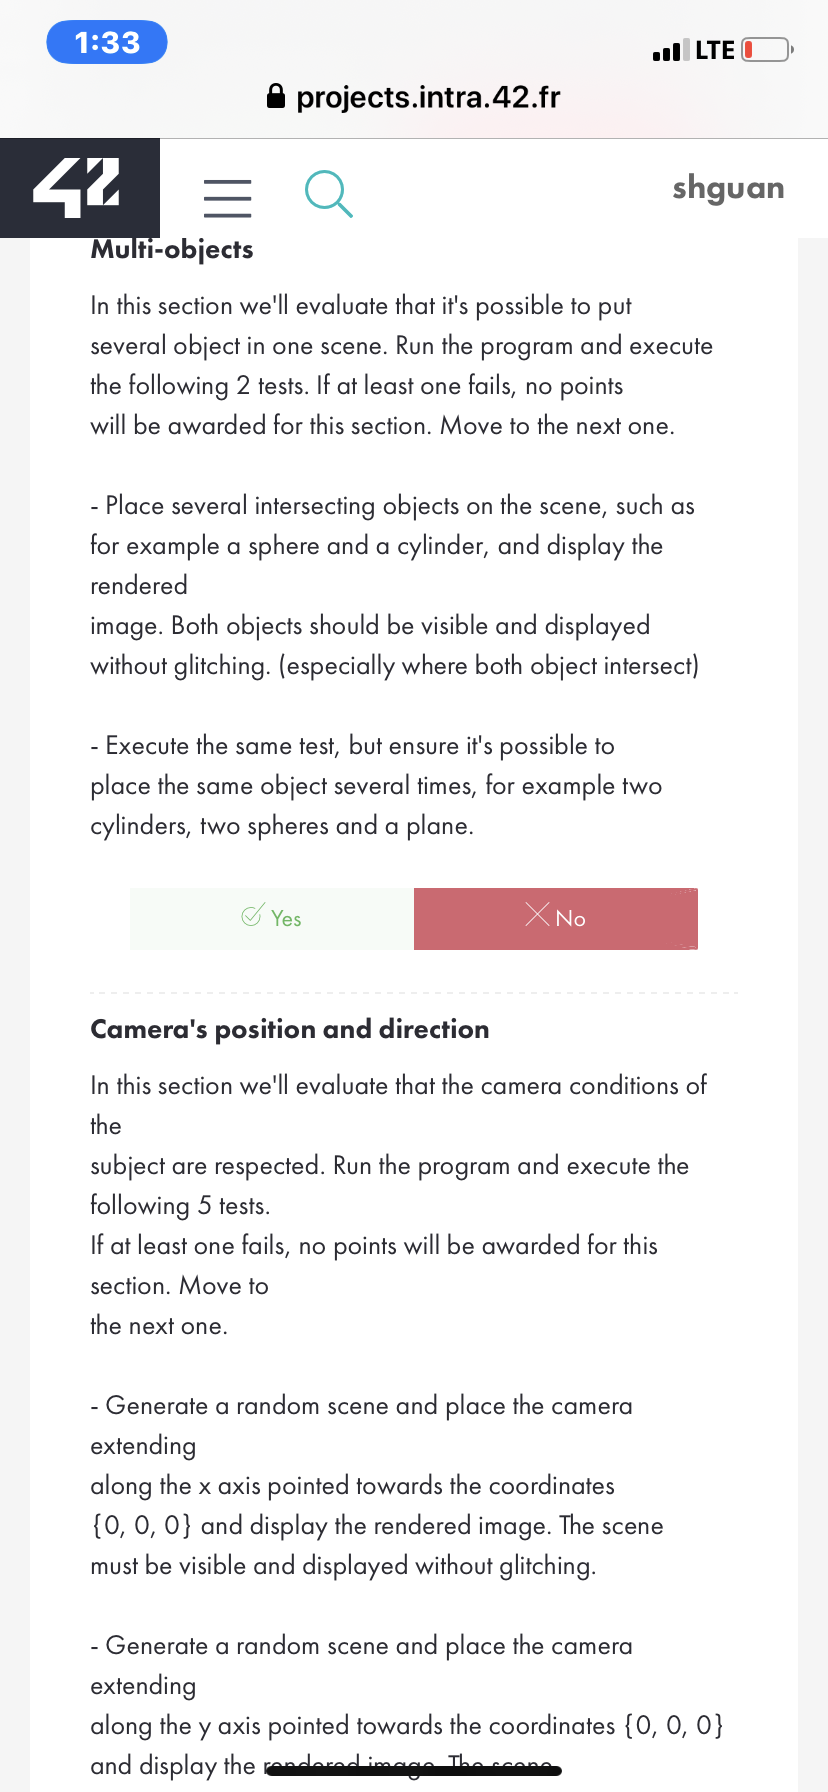 1:33
LTE
projects.intra.42.fr
42
shguan
Multi-objects
In this section we'll evaluate that it's possible to put
several object in one scene. Run the program and execute
the following 2 tests. If at least one fails, no points
will be awarded for this section. Move to the next one.
- Place several intersecting objects on the scene, such as
for example a sphere and a cylinder, and display the
rendered
image. Both objects should be visible and displayed
without glitching. (especially where both object intersect)
- Execute the same test, but ensure it's possible to
place the same object several times, for example two
cylinders, two spheres and a plane.
Yes
No
Camera's position and direction
In this section we'll evaluate that the camera conditions of
the
subject are respected. Run the program and execute the
following 5 tests.
If at least one fails, no points will be awarded for this
section. Move to
the next one.
- Generate a random scene and place the camera
extending
along the x axis pointed towards the coordinates
{0, 0, 0} and display the rendered image. The scene
must be visible and displayed without glitching.
- Generate a random scene and place the camera
extending
along the y axis pointed towards the coordinates {0, 0, 0}
and display the rendered image. The scene